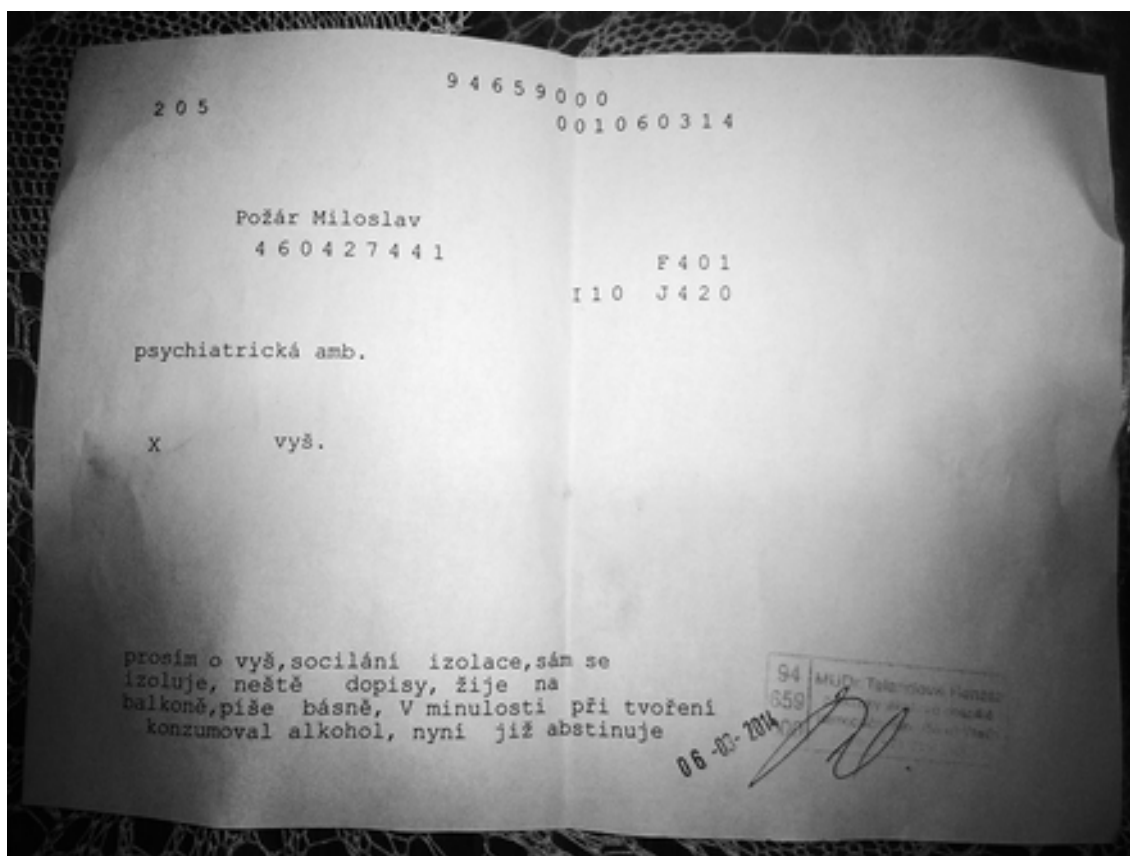 94659000
205
001060314
Požár Miloslav
460427441
F401
I10 J420
psychiatrická amb.
X vyš.
prosím o vyš,socilání izolace,sám se
izoluje, neště dopisy, žije na
balkoně,píše básně, V minulosti při tvoření
konzumoval alkohol, nyní již abstinuje
94
659
MUDr.
06 -03- 2014